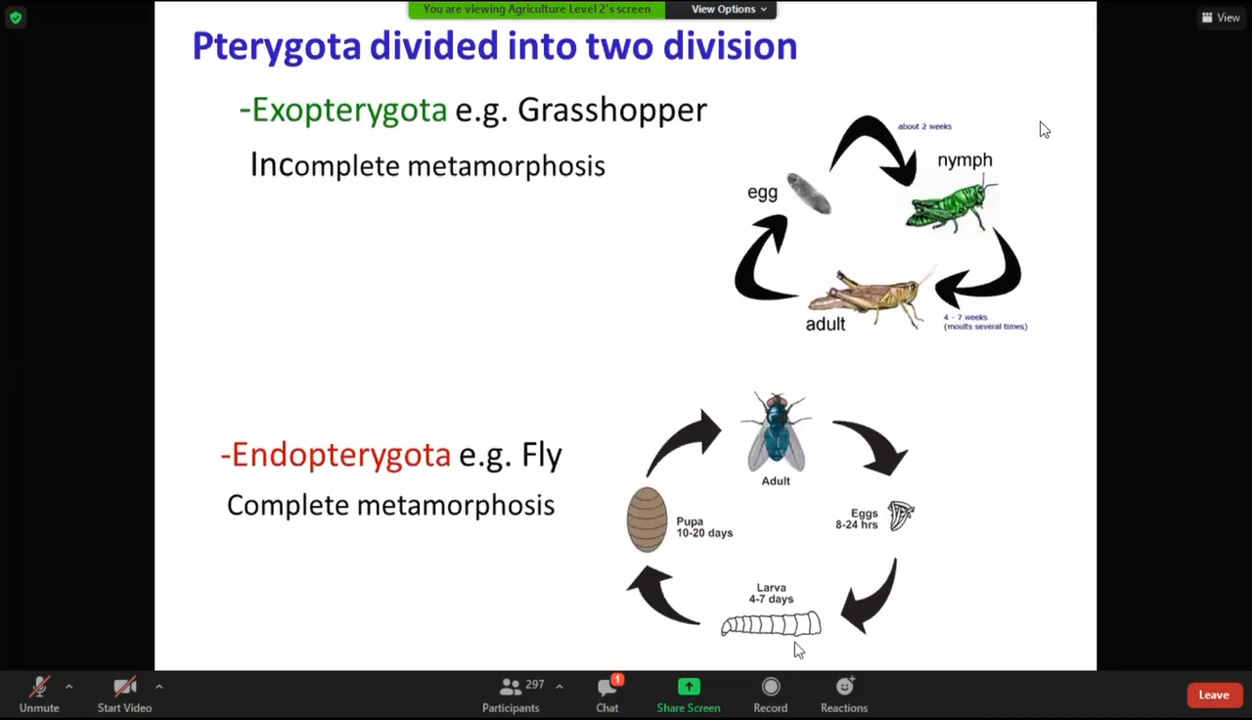 You are viewing Agriculture Level 2's screen
View Options
View
Pterygota divided into two division
-Exopterygota e.g. Grasshopper
Incomplete metamorphosis
about 2 weeks
nymph
egg
adult
4 - 7 weeks
(moults several times)
-Endopterygota e.g. Fly
Complete metamorphosis
Adult
Eggs
8-24 hrs
Pupa
10-20 days
Larva
4-7 days
Unmute
Start Video
297
Participants
1
Chat
Share Screen
Record
Reactions
Leave